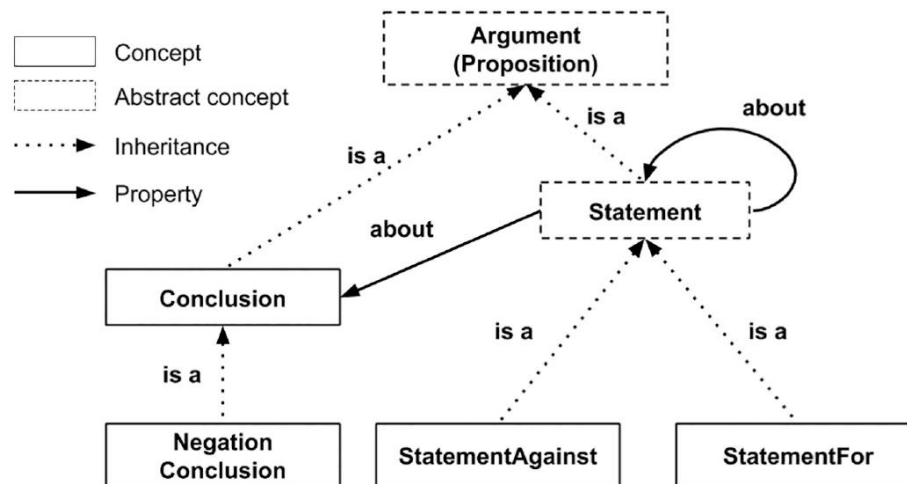 Concept
Abstract concept
Inheritance
Property
Argument
(Proposition)
is a
is a
about
Statement
about
Conclusion
is a
is a
is a
Negation
Conclusion
StatementAgainst
StatementFor